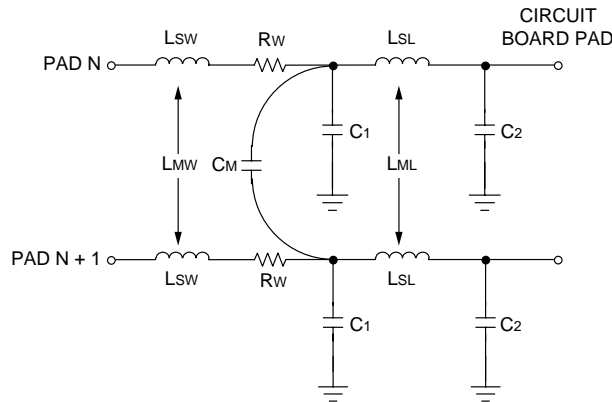 CIRCUIT
BOARD PAD
LSW
RW
LSL
PAD N
C1
C2
LMW
CM
LML
PAD N + 1
LSW
RW
LSL
C1
C2